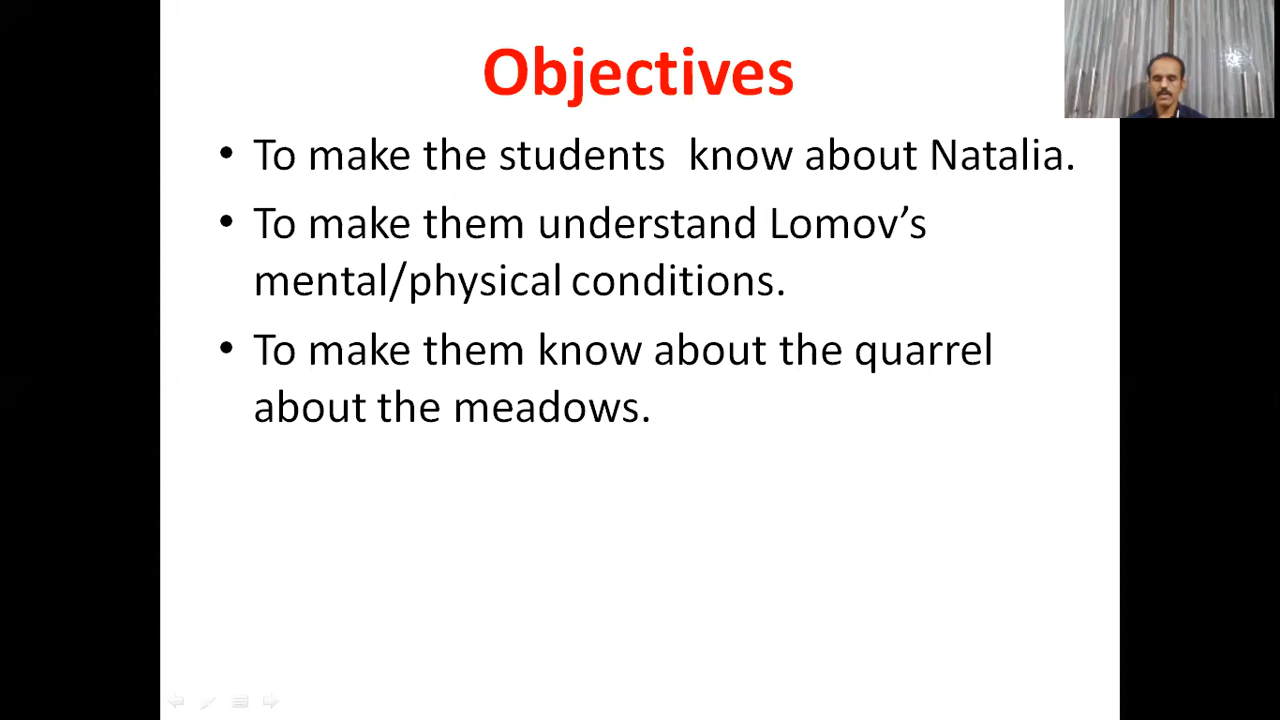 Objectives
• To make the students  know about Natalia.
• To make them understand Lomov’s
mental/physical conditions.
• To make them know about the quarrel
about the meadows.